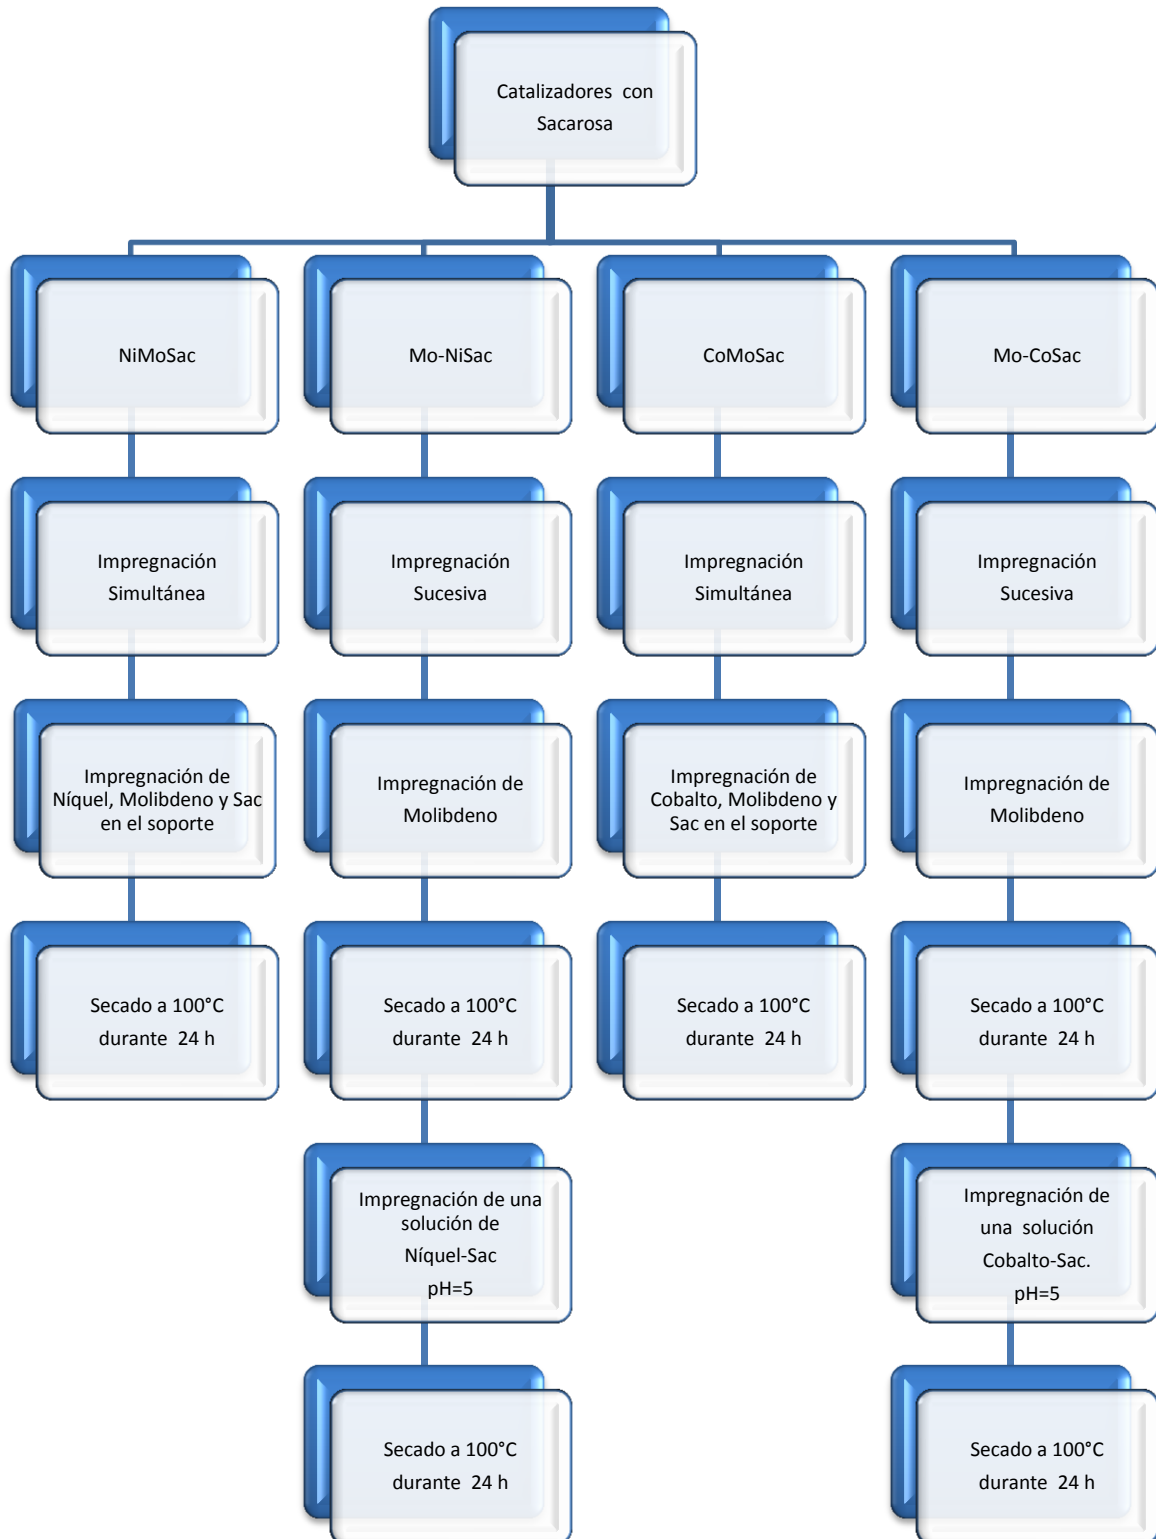 Catalizadores con
Sacarosa
NiMoSac
Mo-NiSac
CoMoSac
Mo-CoSac
Impregnación
Simultánea
Impregnación
Sucesiva
Impregnación
Simultánea
Impregnación
Sucesiva
Impregnación de
Níquel, Molibdeno y Sac
en el soporte
Impregnación de
Molibdeno
Impregnación de
Cobalto, Molibdeno y
Sac en el soporte
Impregnación de
Molibdeno
Secado a 100°C
durante 24 h
Secado a 100°C
durante 24 h
Secado a 100°C
durante 24 h
Secado a 100°C
durante 24 h
Impregnación de una
solución de
Níquel-Sac
pH=5
Impregnación de
una solución
Cobalto-Sac.
pH=5
Secado a 100°C
durante 24 h
Secado a 100°C
durante 24 h